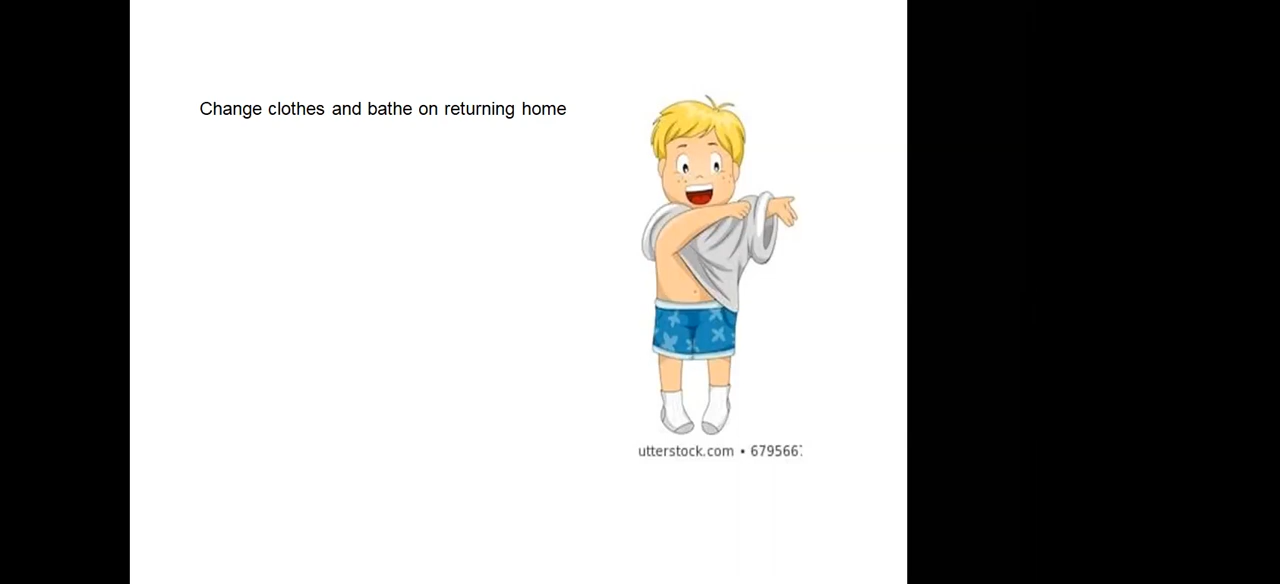 Change clothes and bathe on returning home
utterstock.com • 679566